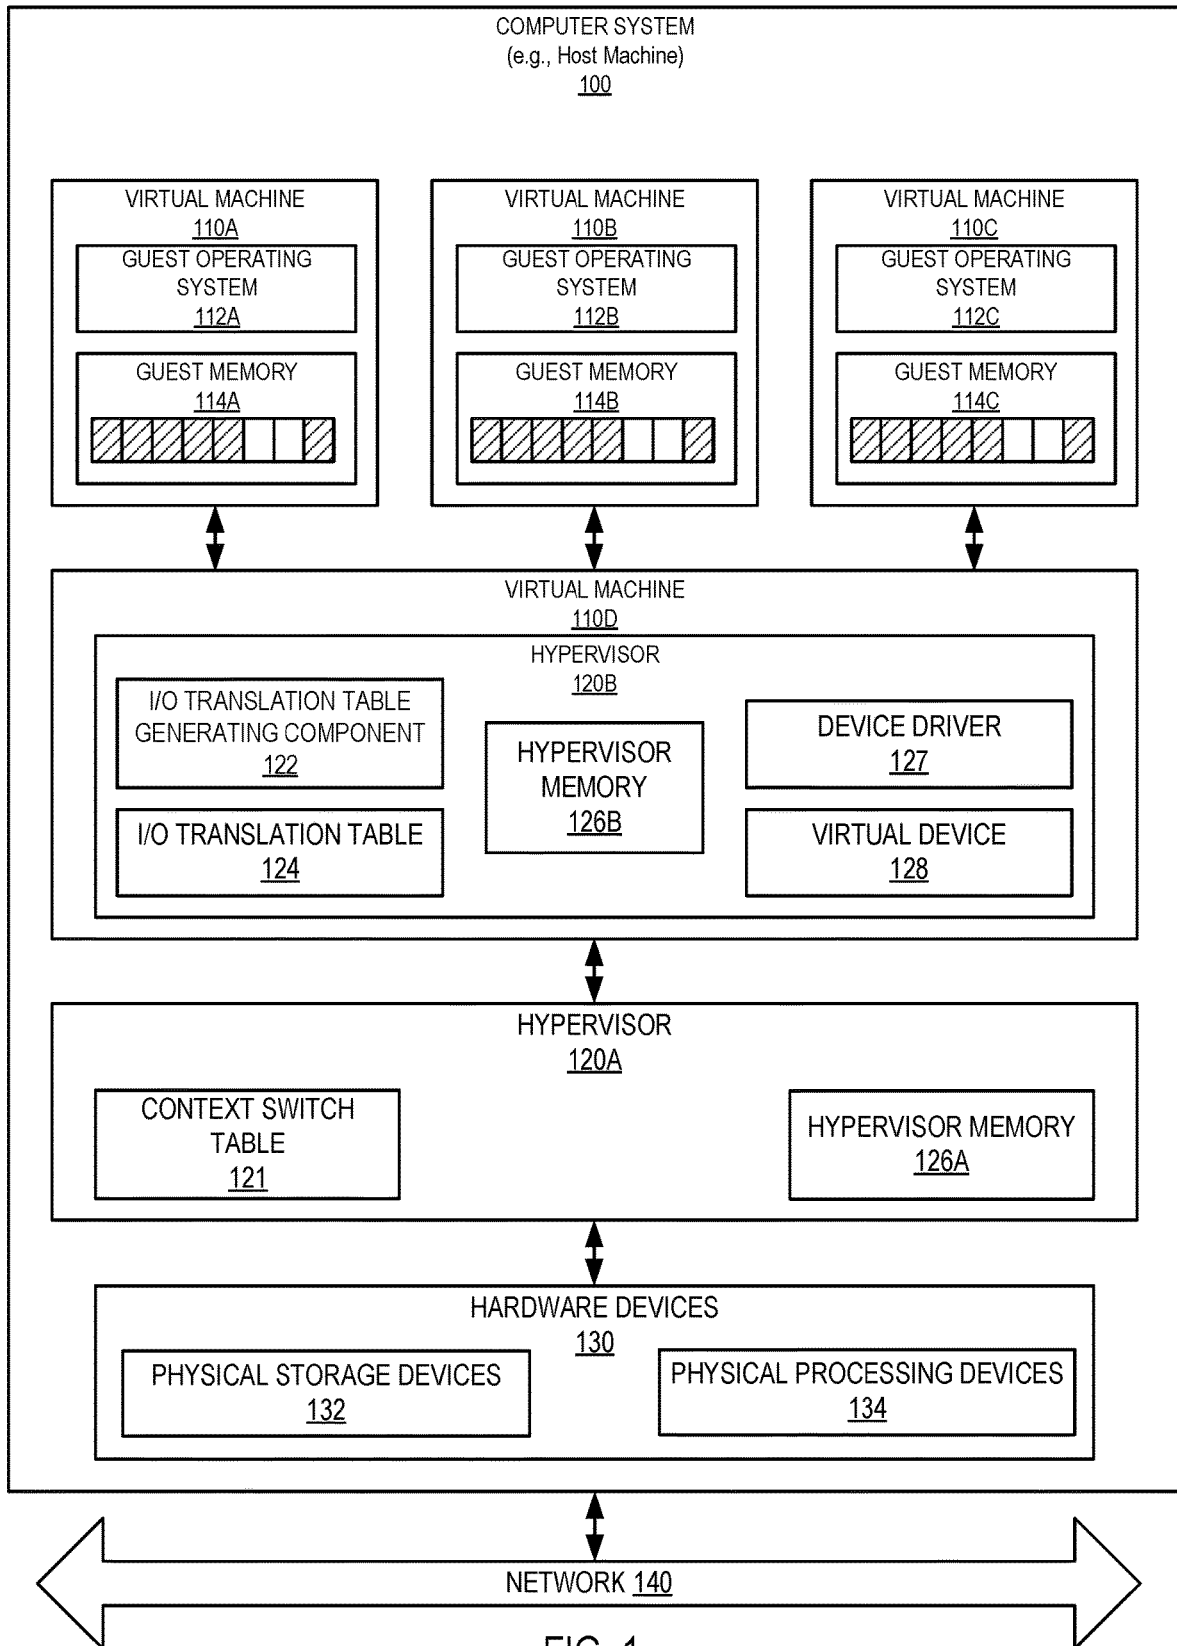 COMPUTER SYSTEM
(e.g., Host Machine)
100
VIRTUAL MACHINE
110A
GUEST OPERATING
SYSTEM
112A
GUEST MEMORY
114A
VIRTUAL MACHINE
110B
GUEST OPERATING
SYSTEM
112B
GUEST MEMORY
114B
VIRTUAL MACHINE
110C
GUEST OPERATING
SYSTEM
112C
GUEST MEMORY
114C
VIRTUAL MACHINE
110D
HYPERVISOR
120B
I/O TRANSLATION TABLE
GENERATING COMPONENT
122
I/O TRANSLATION TABLE
124
HYPERVISOR
MEMORY
126B
DEVICE DRIVER
127
VIRTUAL DEVICE
128
HYPERVISOR
120A
CONTEXT SWITCH
TABLE
121
HYPERVISOR MEMORY
126A
HARDWARE DEVICES
130
PHYSICAL STORAGE DEVICES
132
PHYSICAL PROCESSING DEVICES
134
NETWORK 140
FIG. 1